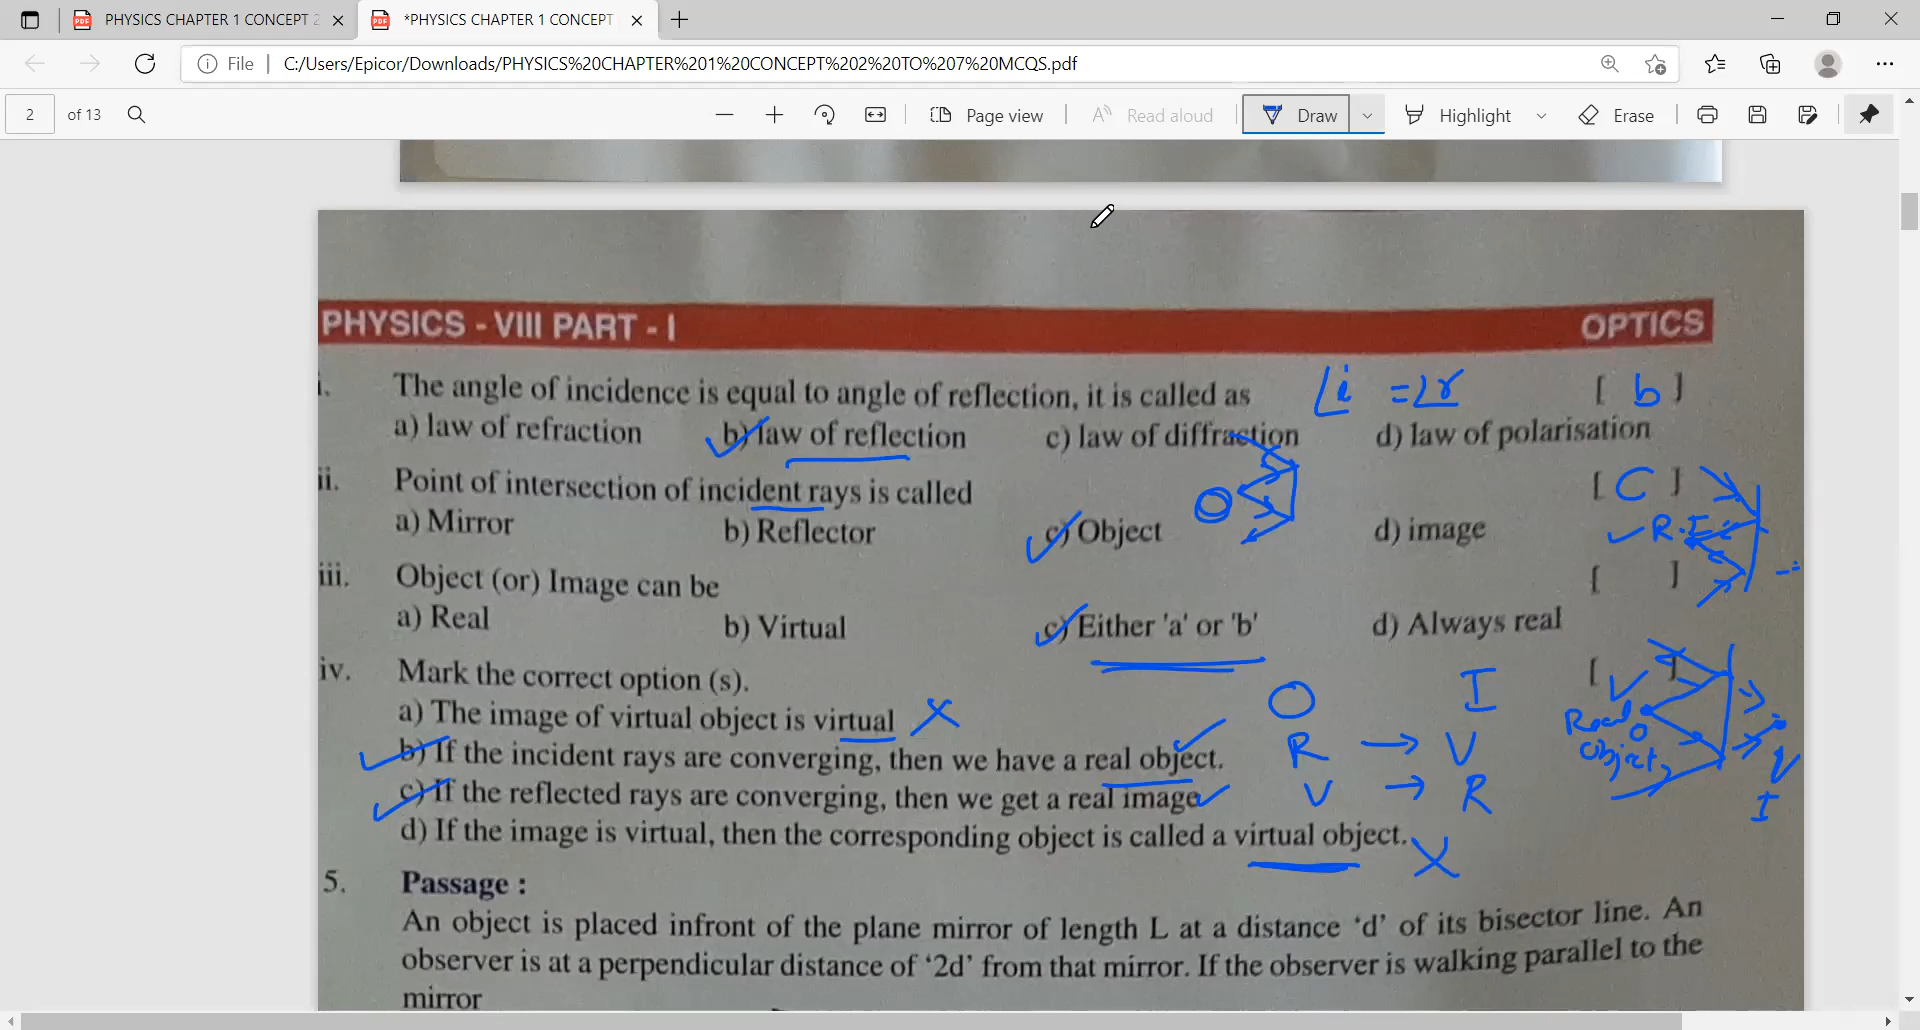 PHYSICS CHAPTER 1 CONCEPT 2
*PHYSICS CHAPTER 1 CONCEPT
File
C:/Users/Epicor/Downloads/PHYSICS%20CHAPTER%201%20CONCEPT%202%20TO%207%20MCQS.pdf
2 of 13
Page view
Read aloud
Draw
Highlight
Erase
PHYSICS - VIII PART - I
OPTICS
i. The angle of incidence is equal to angle of reflection, it is called as ∠i = ∠r [ b ]
a) law of refraction b) law of reflection c) law of diffraction d) law of polarisation
ii. Point of intersection of incident rays is called [ C ]
a) Mirror b) Reflector c) Object d) image
R.I
iii. Object (or) Image can be [ ]
a) Real b) Virtual c) Either 'a' or 'b' d) Always real
iv. Mark the correct option (s). [ ]
O I
a) The image of virtual object is virtual
b) If the incident rays are converging, then we have a real object.
R → V
Real
Object
O
c) If the reflected rays are converging, then we get a real image
V → R
V
I
d) If the image is virtual, then the corresponding object is called a virtual object.
5. Passage :
An object is placed infront of the plane mirror of length L at a distance 'd' of its bisector line. An
observer is at a perpendicular distance of '2d' from that mirror. If the observer is walking parallel to the
mirror